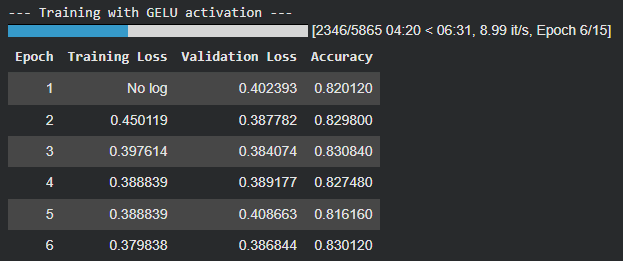 --- Training with GELU activation ---
[2346/5865 04:20 < 06:31, 8.99 it/s, Epoch 6/15]
Epoch Training Loss Validation Loss Accuracy
1 No log 0.402393 0.820120
2 0.450119 0.387782 0.829800
3 0.397614 0.384074 0.830840
4 0.388839 0.389177 0.827480
5 0.388839 0.408663 0.816160
6 0.379838 0.386844 0.830120